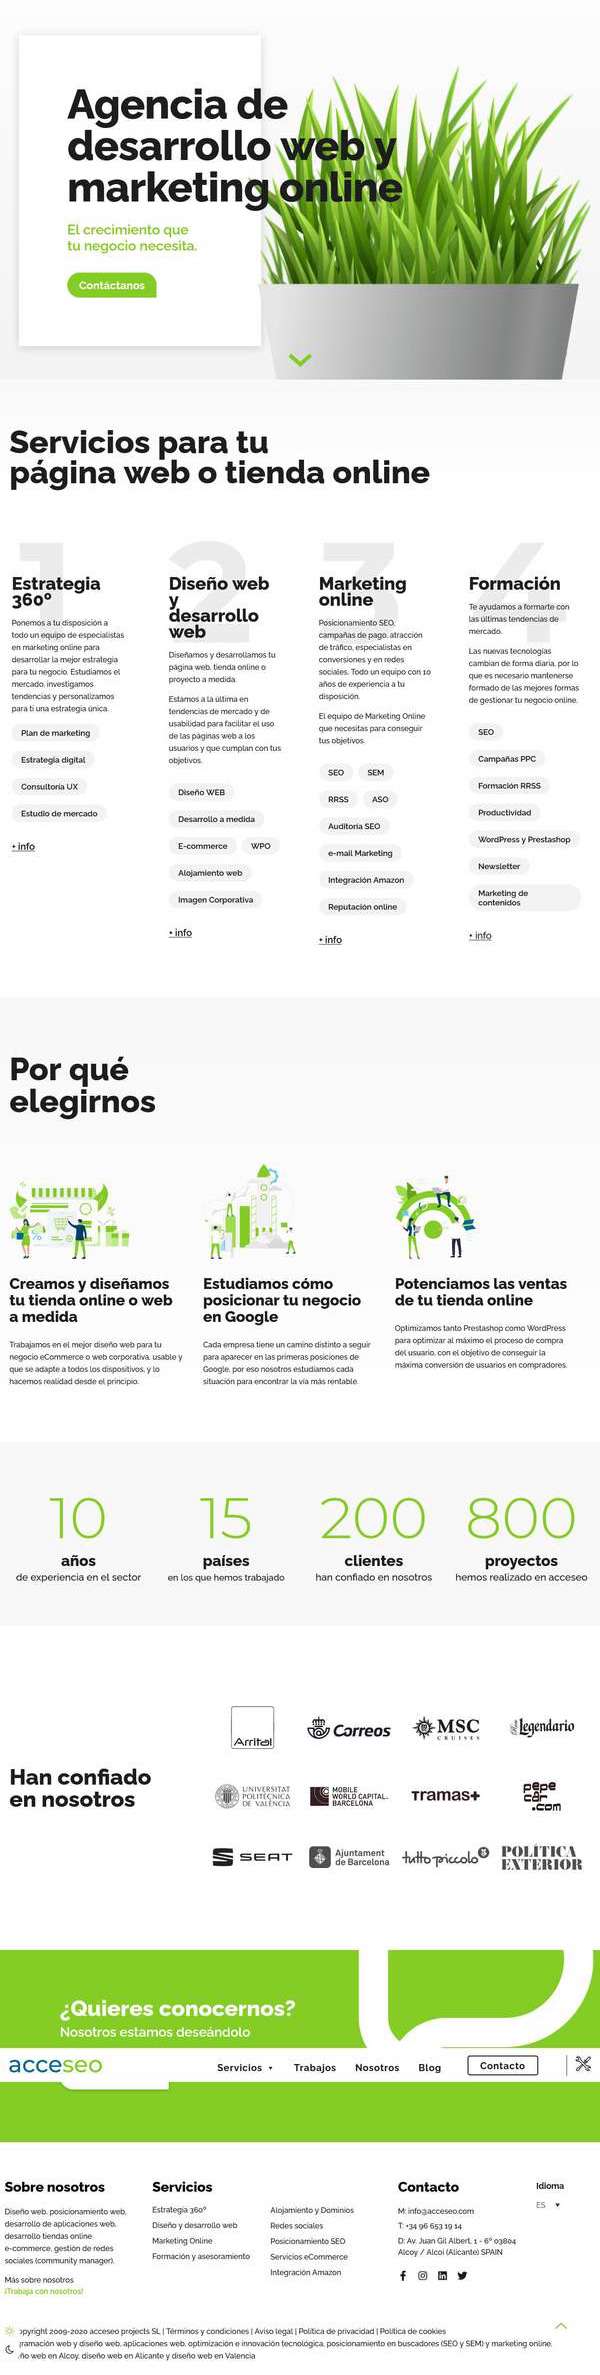 Agencia de
desarrollo web y
marketing online
El crecimiento que
tu negocio necesita.
Contáctanos
Servicios para tu
página web o tienda online
1
Estrategia
360º
Ponemos a tu disposición a
todo un equipo de especialistas
en marketing online para
desarrollar la mejor estrategia
para tu negocio. Estudiamos el
mercado, investigamos
tendencias y personalizamos
para ti una estrategia única.
Plan de marketing
Estrategia digital
Consultoría UX
Estudio de mercado
+ info
2
Diseño web
y
desarrollo
web
Diseñamos y desarrollamos tu
página web, tienda online o
proyecto a medida.
Estamos a la última en
tendencias de mercado y de
usabilidad para facilitar el uso
de las páginas web a los
usuarios y que cumplan con tus
objetivos.
Diseño WEB
Desarrollo a medida
E-commerce WPO
Alojamiento web
Imagen Corporativa
+ info
3
Marketing
online
Posicionamiento SEO,
campañas de pago, atracción
de tráfico, especialistas en
conversiones y en redes
sociales. Todo un equipo con 10
años de experiencia a tu
disposición.
El equipo de Marketing Online
que necesitas para conseguir
tus objetivos.
SEO SEM
RRSS ASO
Auditoría SEO
e-mail Marketing
Integración Amazon
Reputación online
+ info
4
Formación
Te ayudamos a formarte con
las últimas tendencias de
mercado.
Las nuevas tecnologías
cambian de forma diaria, por lo
que es necesario mantenerse
formado de las mejores formas
de gestionar tu negocio online.
SEO
Campañas PPC
Formación RRSS
Productividad
WordPress y Prestashop
Newsletter
Marketing de
contenidos
+ info
Por qué
elegirnos
Creamos y diseñamos
tu tienda online o web
a medida
Trabajamos en el mejor diseño web para tu
negocio eCommerce o web corporativa, usable y
que se adapte a todos los dispositivos, y lo
hacemos realidad desde el principio.
Estudiamos cómo
posicionar tu negocio
en Google
Cada empresa tiene un camino distinto a seguir
para aparecer en las primeras posiciones de
Google, por eso nosotros estudiamos cada
situación para encontrar la vía más rentable.
Potenciamos las ventas
de tu tienda online
Optimizamos tanto Prestashop como WordPress
para optimizar al máximo el proceso de compra
del usuario, con el objetivo de conseguir la
máxima conversión de usuarios en compradores.
10
años
de experiencia en el sector
15
países
en los que hemos trabajado
200
clientes
han confiado en nosotros
800
proyectos
hemos realizado en acceseo
Han confiado
en nosotros
Arrital
Correos
MSC
CRUISES
Legendario
UNIVERSITAT
POLITÈCNICA
DE VALÈNCIA
MOBILE
WORLD CAPITAL.
BARCELONA
Tramas+
pepe
car
.com
SEAT
Ajuntament
de Barcelona
tutto piccolo
POLÍTICA
EXTERIOR
¿Quieres conocernos?
Nosotros estamos deseándolo
acceseo
Servicios
Trabajos
Nosotros
Blog
Contacto
Sobre nosotros
Diseño web, posicionamiento web,
desarrollo de aplicaciones web,
desarrollo tiendas online
e-commerce, gestión de redes
sociales (community manager).
Más sobre nosotros
¡Trabaja con nosotros!
Servicios
Estrategia 360º
Diseño y desarrollo web
Marketing Online
Formación y asesoramiento
Alojamiento y Dominios
Redes sociales
Posicionamiento SEO
Servicios eCommerce
Integración Amazon
Contacto
M: info@acceseo.com
T: +34 96 653 19 14
D: Av. Juan Gil Albert, 1 - 6º 03804
Alcoy / Alcoi (Alicante) SPAIN
Idioma
ES
opyright 2009-2020 acceseo projects SL | Términos y condiciones | Aviso legal | Política de privacidad | Política de cookies
ramación web y diseño web, aplicaciones web, optimización e innovación tecnológica, posicionamiento en buscadores (SEO y SEM) y marketing online.
ño web en Alcoy, diseño web en Alicante y diseño web en Valencia